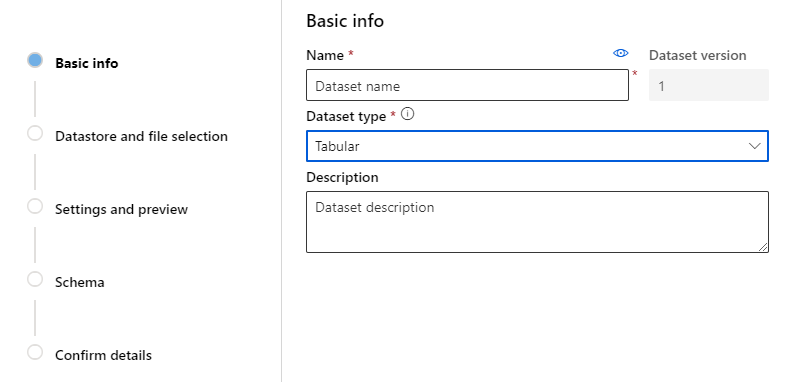 Basic info
Datastore and file selection
Settings and preview
Schema
Confirm details
Basic info
Name *
Dataset version
Dataset name
*
1
Dataset type *
Tabular
Description
Dataset description